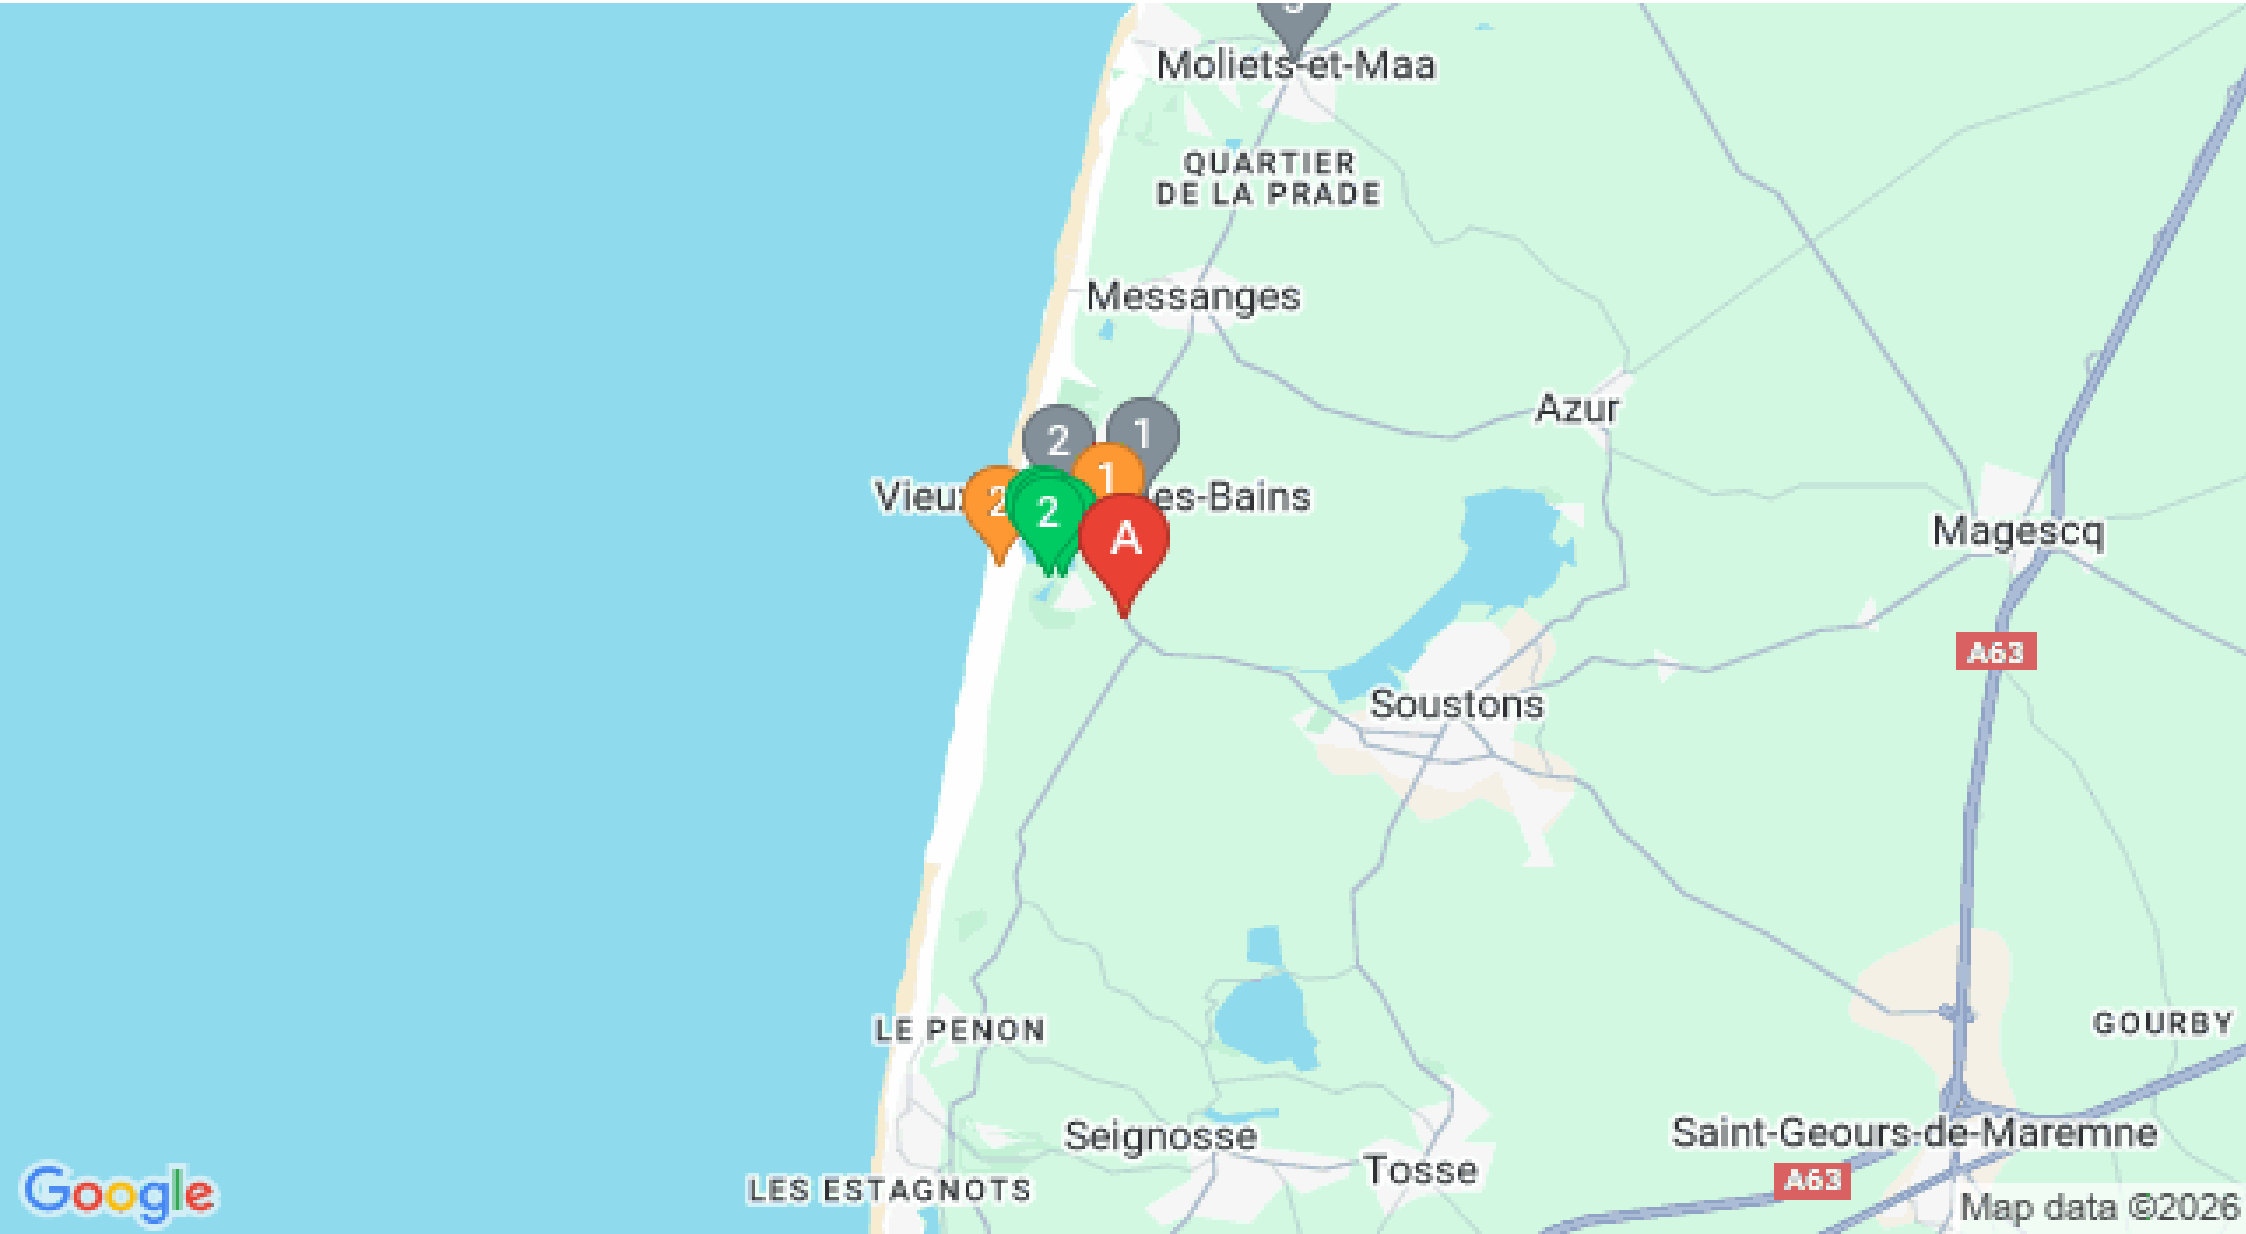 Moliets-et-Maa
QUARTIER
DE LA PRADE
Messanges
Azur
2
1
1
Vieu
2
2
es-Bains
A
Magescq
A63
Soustons
LE PENON
GOURBY
Seignosse
Saint-Geours-de-Maremne
Tosse
A63
LES ESTAGNOTS
Google
Map data ©2026